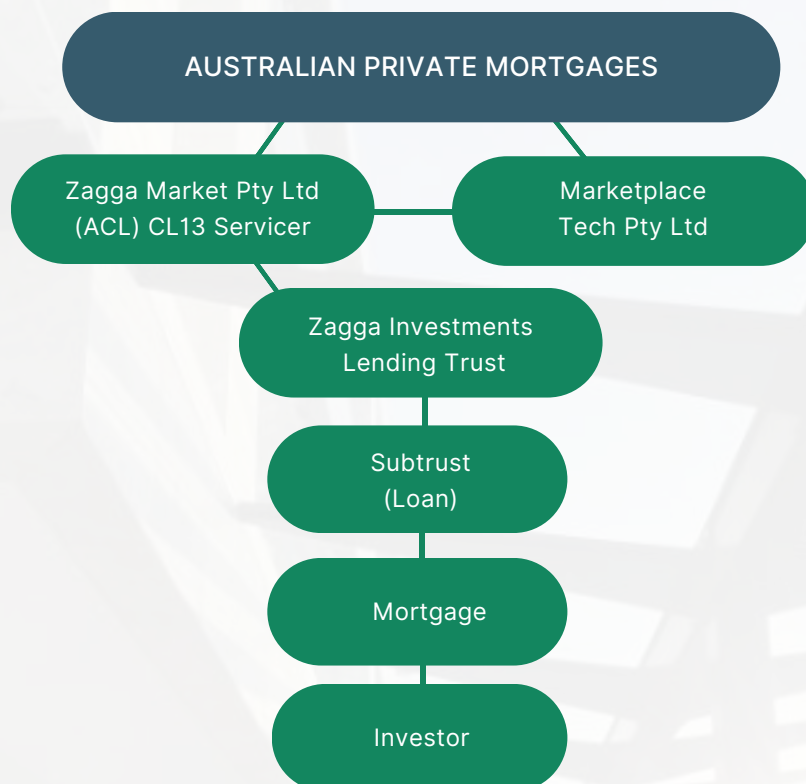 AUSTRALIAN PRIVATE MORTGAGES
Zagga Market Pty Ltd
(ACL) CL13 Servicer
Marketplace
Tech Pty Ltd
Zagga Investments
Lending Trust
Subtrust
(Loan)
Mortgage
Investor